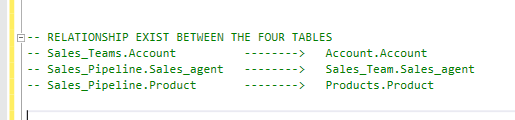 -- RELATIONSHIP EXIST BETWEEN THE FOUR TABLES
-- Sales_Teams.Account          -------->   Account.Account
-- Sales_Pipeline.Sales_agent   -------->   Sales_Team.Sales_agent
-- Sales_Pipeline.Product       -------->   Products.Product